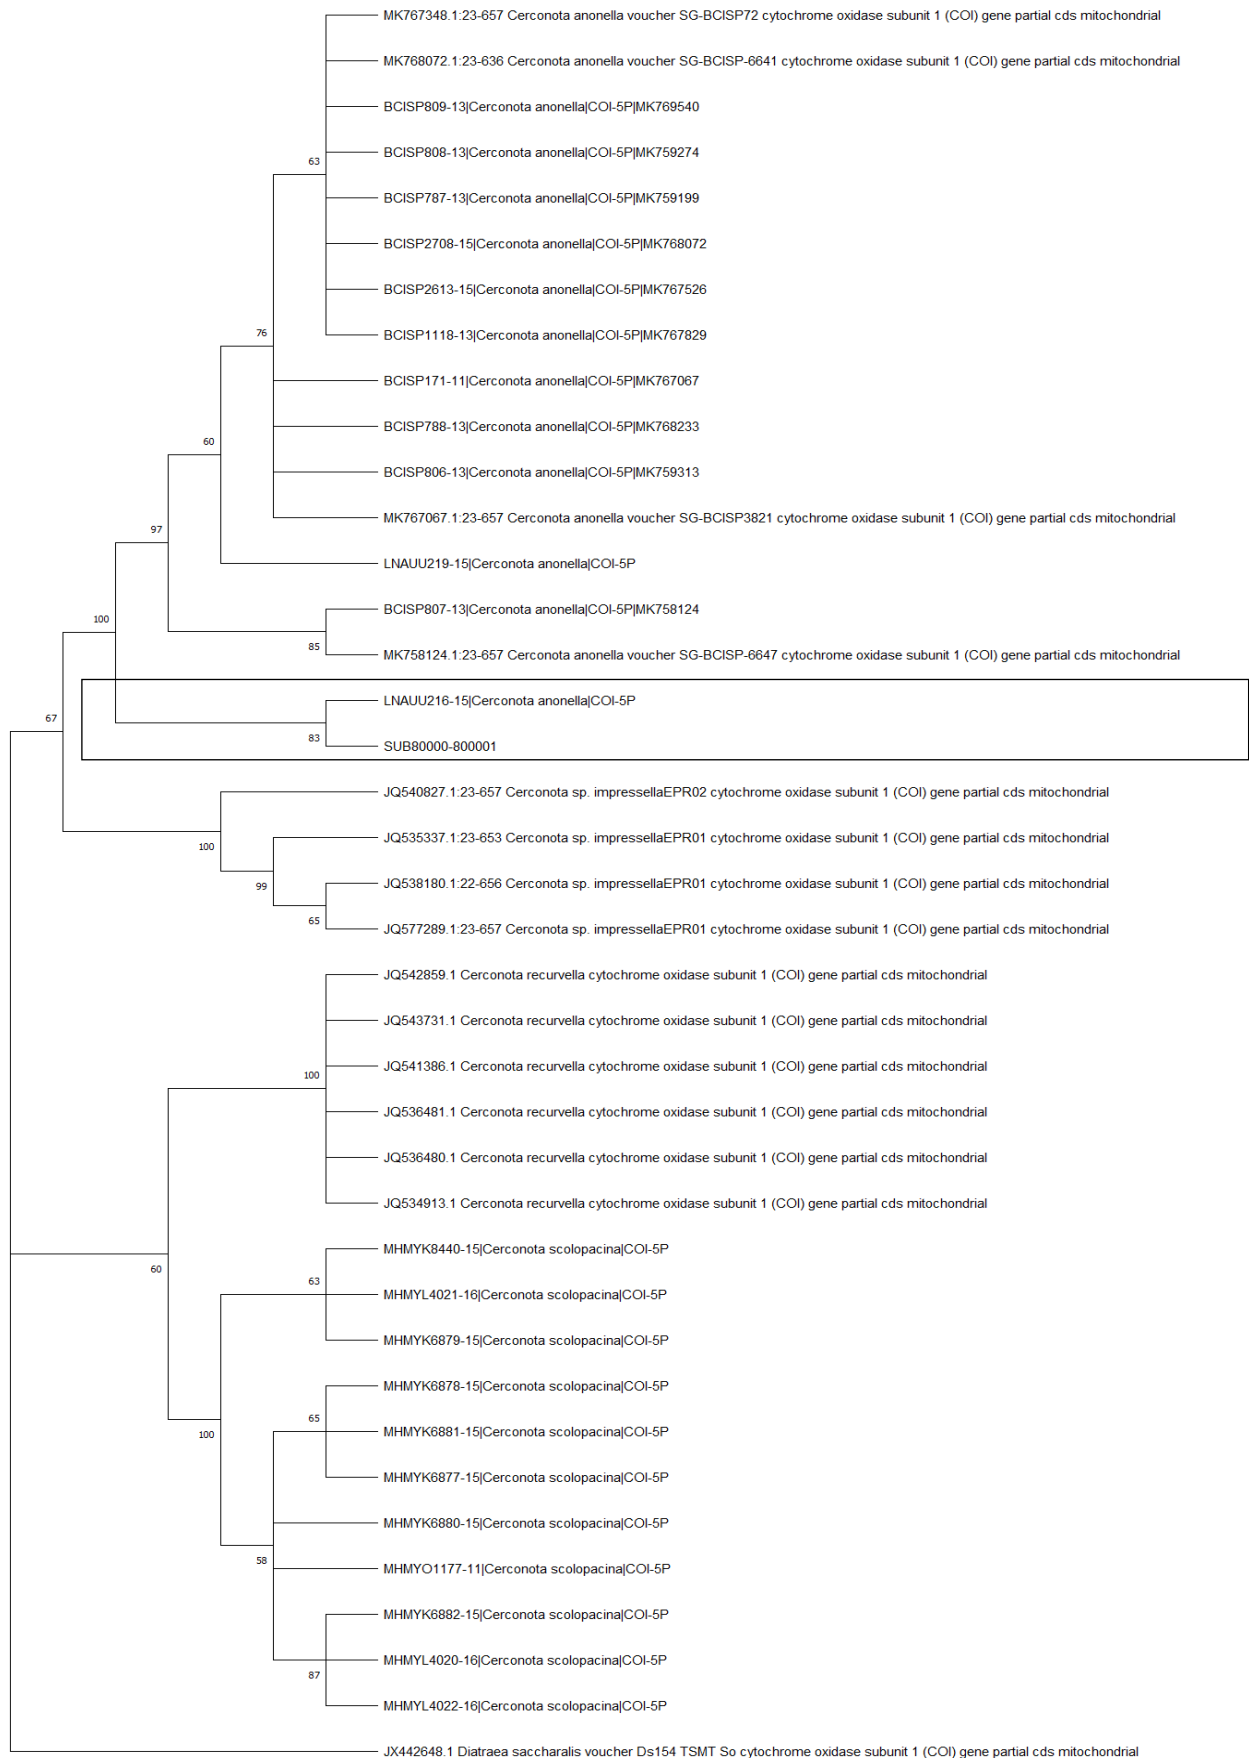 MK767348.1:23-657 Cerconota anonella voucher SG-BCISP72 cytochrome oxidase subunit 1 (COI) gene partial cds mitochondrial
MK768072.1:23-636 Cerconota anonella voucher SG-BCISP-6641 cytochrome oxidase subunit 1 (COI) gene partial cds mitochondrial
BCISP809-13|Cerconota anonella|COI-5P|MK769540
BCISP808-13|Cerconota anonella|COI-5P|MK759274
63
BCISP787-13|Cerconota anonella|COI-5P|MK759199
BCISP2708-15|Cerconota anonella|COI-5P|MK768072
BCISP2613-15|Cerconota anonella|COI-5P|MK767526
76
BCISP1118-13|Cerconota anonella|COI-5P|MK767829
BCISP171-11|Cerconota anonella|COI-5P|MK767067
BCISP788-13|Cerconota anonella|COI-5P|MK768233
60
BCISP806-13|Cerconota anonella|COI-5P|MK759313
MK767067.1:23-657 Cerconota anonella voucher SG-BCISP3821 cytochrome oxidase subunit 1 (COI) gene partial cds mitochondrial
97
LNAUU219-15|Cerconota anonella|COI-5P
BCISP807-13|Cerconota anonella|COI-5P|MK758124
100
85
MK758124.1:23-657 Cerconota anonella voucher SG-BCISP-6647 cytochrome oxidase subunit 1 (COI) gene partial cds mitochondrial
LNAUU216-15|Cerconota anonella|COI-5P
67
83
SUB80000-800001
JQ540827.1:23-657 Cerconota sp. impressellaEPR02 cytochrome oxidase subunit 1 (COI) gene partial cds mitochondrial
JQ535337.1:23-653 Cerconota sp. impressellaEPR01 cytochrome oxidase subunit 1 (COI) gene partial cds mitochondrial
100
99
JQ538180.1:22-656 Cerconota sp. impressellaEPR01 cytochrome oxidase subunit 1 (COI) gene partial cds mitochondrial
65
JQ577289.1:23-657 Cerconota sp. impressellaEPR01 cytochrome oxidase subunit 1 (COI) gene partial cds mitochondrial
JQ542859.1 Cerconota recurvella cytochrome oxidase subunit 1 (COI) gene partial cds mitochondrial
JQ543731.1 Cerconota recurvella cytochrome oxidase subunit 1 (COI) gene partial cds mitochondrial
JQ541386.1 Cerconota recurvella cytochrome oxidase subunit 1 (COI) gene partial cds mitochondrial
100
JQ536481.1 Cerconota recurvella cytochrome oxidase subunit 1 (COI) gene partial cds mitochondrial
JQ536480.1 Cerconota recurvella cytochrome oxidase subunit 1 (COI) gene partial cds mitochondrial
JQ534913.1 Cerconota recurvella cytochrome oxidase subunit 1 (COI) gene partial cds mitochondrial
MHMYK8440-15|Cerconota scolopacina|COI-5P
60
63
MHMYL4021-16|Cerconota scolopacina|COI-5P
MHMYK6879-15|Cerconota scolopacina|COI-5P
MHMYK6878-15|Cerconota scolopacina|COI-5P
65
MHMYK6881-15|Cerconota scolopacina|COI-5P
100
MHMYK6877-15|Cerconota scolopacina|COI-5P
MHMYK6880-15|Cerconota scolopacina|COI-5P
58
MHMYO1177-11|Cerconota scolopacina|COI-5P
MHMYK6882-15|Cerconota scolopacina|COI-5P
MHMYL4020-16|Cerconota scolopacina|COI-5P
87
MHMYL4022-16|Cerconota scolopacina|COI-5P
JX442648.1 Diatraea saccharalis voucher Ds154 TSMT So cytochrome oxidase subunit 1 (COI) gene partial cds mitochondrial